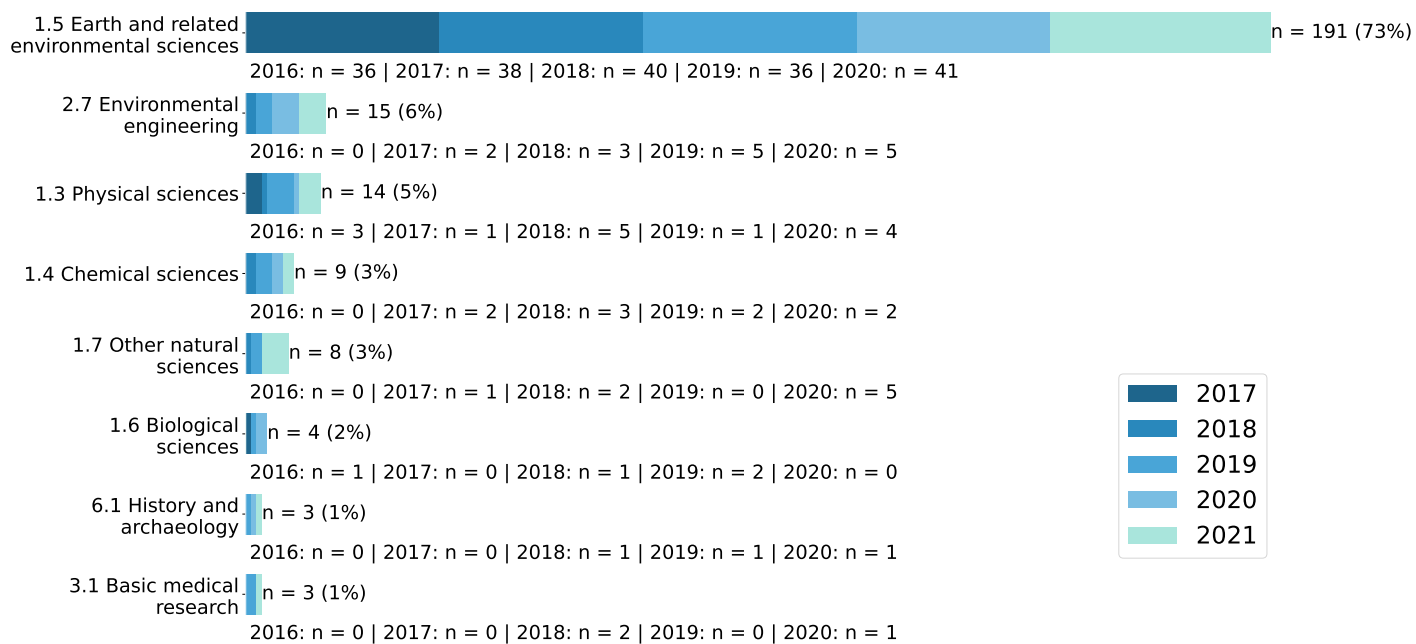 1.5 Earth and related
environmental sciences
n = 191 (73%)
2016: n = 36 | 2017: n = 38 | 2018: n = 40 | 2019: n = 36 | 2020: n = 41
2.7 Environmental
engineering
n = 15 (6%)
2016: n = 0 | 2017: n = 2 | 2018: n = 3 | 2019: n = 5 | 2020: n = 5
1.3 Physical sciences
n = 14 (5%)
2016: n = 3 | 2017: n = 1 | 2018: n = 5 | 2019: n = 1 | 2020: n = 4
1.4 Chemical sciences
n = 9 (3%)
2016: n = 0 | 2017: n = 2 | 2018: n = 3 | 2019: n = 2 | 2020: n = 2
1.7 Other natural
sciences
n = 8 (3%)
2016: n = 0 | 2017: n = 1 | 2018: n = 2 | 2019: n = 0 | 2020: n = 5
1.6 Biological
sciences
n = 4 (2%)
2016: n = 1 | 2017: n = 0 | 2018: n = 1 | 2019: n = 2 | 2020: n = 0
6.1 History and
archaeology
n = 3 (1%)
2016: n = 0 | 2017: n = 0 | 2018: n = 1 | 2019: n = 1 | 2020: n = 1
3.1 Basic medical
research
n = 3 (1%)
2016: n = 0 | 2017: n = 0 | 2018: n = 2 | 2019: n = 0 | 2020: n = 1
2017
2018
2019
2020
2021